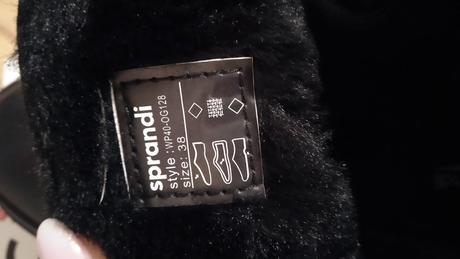 sprandi
style : WP40-OG128
size: 38